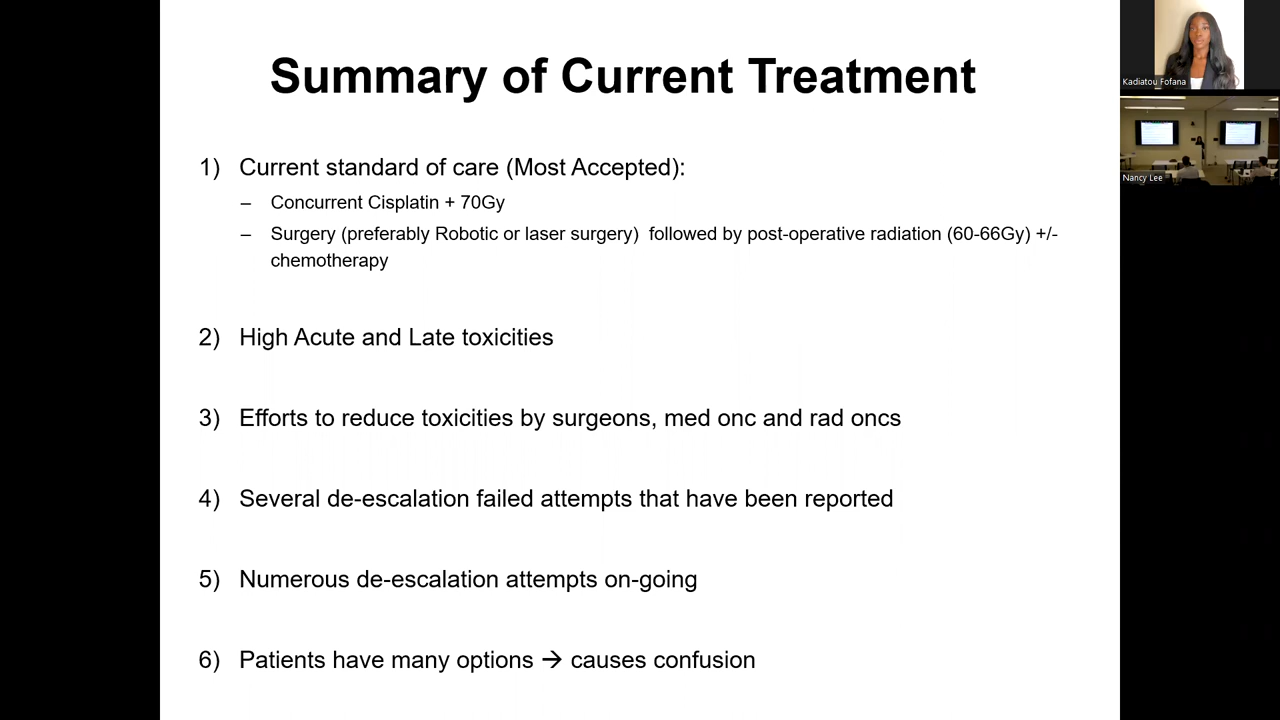 Summary of Current Treatment
1) Current standard of care (Most Accepted):
– Concurrent Cisplatin + 70Gy
– Surgery (preferably Robotic or laser surgery) followed by post-operative radiation (60-66Gy) +/-
chemotherapy
2) High Acute and Late toxicities
3) Efforts to reduce toxicities by surgeons, med onc and rad oncs
4) Several de-escalation failed attempts that have been reported
5) Numerous de-escalation attempts on-going
6) Patients have many options → causes confusion
Kadiatou Fofana
Nancy Lee